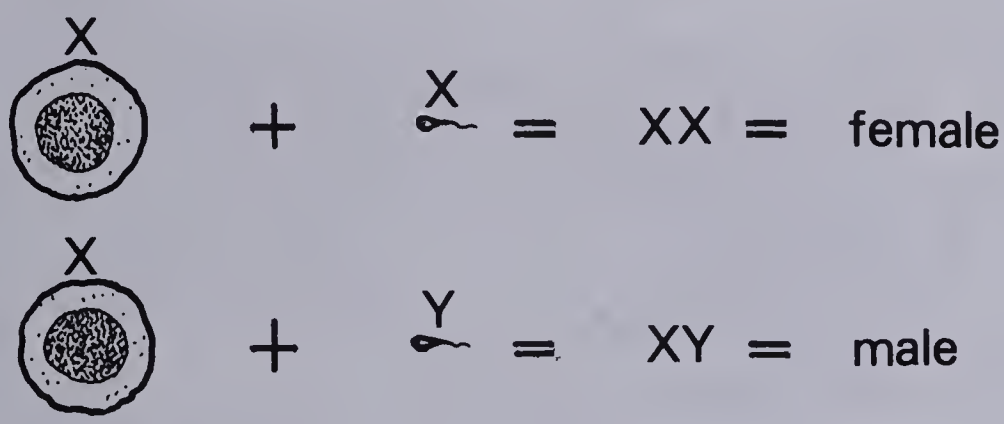 X
X
+ = XX = female
X
Y
+ = XY = male